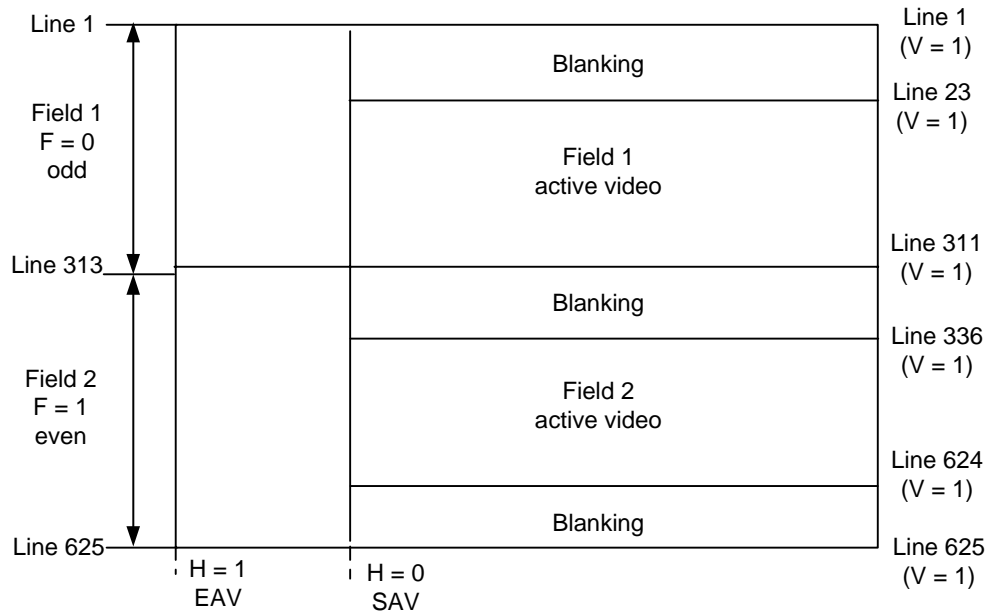 Line 1
Line 1
(V = 1)
Blanking
Line 23
(V = 1)
Field 1
F = 0
odd
Field 1
active video
Line 313
Line 311
(V = 1)
Blanking
Line 336
(V = 1)
Field 2
F = 1
even
Field 2
active video
Line 624
(V = 1)
Blanking
Line 625
Line 625
(V = 1)
H = 1
EAV
H = 0
SAV